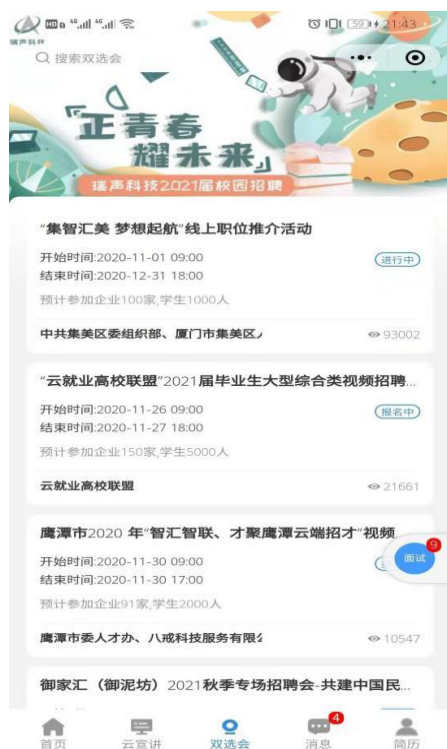 HD 46 46 59 21:43
瑞声科技
搜索双选会
「正青春
耀未来」
瑞声科技2021届校园招聘
“集智汇美 梦想起航”线上职位推介活动
开始时间:2020-11-01 09:00
进行中
结束时间:2020-12-31 18:00
预计参加企业100家,学生1000人
中共集美区委组织部、厦门市集美区
93002
“云就业高校联盟”2021届毕业生大型综合类视频招聘...
开始时间:2020-11-26 09:00
报名中
结束时间:2020-11-27 18:00
预计参加企业150家,学生5000人
云就业高校联盟
21661
鹰潭市2020 年“智汇智联、才聚鹰潭云端招才”视频
开始时间:2020-11-30 09:00
9
面试
结束时间:2020-11-30 17:00
预计参加企业91家,学生2000人
鹰潭市委人才办、八戒科技服务有限
10547
御家汇（御泥坊）2021秋季专场招聘会-共建中国民...
4
首页 云宣讲 双选会 消息 简历